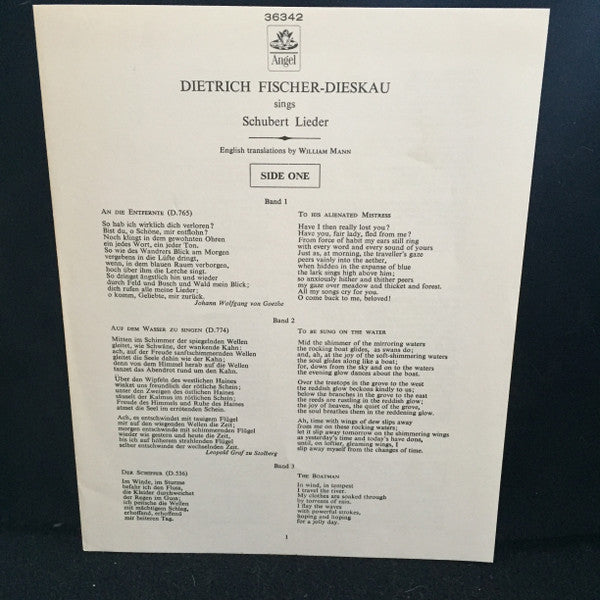 36342
Angel
DIETRICH FISCHER-DIESKAU
sings
Schubert Lieder
English translations by WILLIAM MANN
SIDE ONE
Band 1
AN DIE ENTFERNTE (D.765)
So hab ich wirklich dich verloren?
Bist du, o Schöne, mir entflohn?
Noch klingt in dem gewohnten Ohren
ein jedes Wort, ein jeder Ton.
So wie des Wandrers Blick am Morgen
vergebens in die Lüfte dringt,
wenn, in dem blauen Raum verborgen,
hoch über ihm die Lerche singt.
So dringet ängstlich hin und wieder
durch Feld und Busch und Wald mein Blick;
dich rufen alle meine Lieder;
o komm, Geliebte, mir zurück.
Johann Wolfgang von Goethe
TO HIS ALIENATED MISTRESS
Have I then really lost you?
Have you, fair lady, fled from me?
From force of habit my ears still ring
with every word and every sound of yours
Just as, at morning, the traveller's gaze
peers vainly into the aether,
when hidden in the expanse of blue
the lark sings high above him;
so anxiously hither and thither peers
my gaze over meadow and thicket and forest.
All my songs cry for you.
O come back to me, beloved!
Band 2
AUF DEM WASSER ZU SINGEN (D.774)
Mitten im Schimmer der spiegelnden Wellen
gleitet, wie Schwäne, der wankende Kahn;
ach, auf der Freude sanftschimmernden Wellen
gleitet die Seele dahin wie der Kahn;
denn von dem Himmel herab auf die Wellen
tanzet das Abendrot rund um den Kahn.
Über den Wipfeln des westlichen Haines
winket uns freundlich der rötliche Schein;
unter den Zweigen des östlichen Haines
säuselt der Kalmus im rötlichen Schein;
Freude des Himmels und Ruhe des Haines
atmet die Seel im errötenden Schein.
Ach, es entschwindet mit tauigem Flügel
mir auf den wiegenden Wellen die Zeit;
morgen entschwinde mit schimmernden Flügel
wieder wie gestern und heute die Zeit,
bis ich auf höheren strahlenden Flügel
selber entschwinde der wechselnden Zeit.
Leopold Graf zu Stolberg
TO BE SUNG ON THE WATER
Mid the shimmer of the mirroring waters
the rocking boat glides, as swans do;
and, ah, at the joy of the soft-shimmering waters
the soul glides along like a boat;
for, down from the sky and on to the waters
the evening glow dances about the boat.
Over the treetops in the grove to the west
the reddish glow beckons kindly to us;
below the branches in the grove to the east
the reeds are rustling in the reddish glow;
the joy of heaven, the quiet of the grove,
the soul breathes them in the reddening glow.
Ah, time with wings of dew slips away
from me on these rocking waters;
let it slip away tomorrow on the shimmering wings
as yesterday's time and today's have done,
until, on loftier, gleaming wings, I
slip away myself from the changes of time.
Band 3
DER SCHIFFER (D.536)
Im Winde, im Sturme
befahr ich den Fluss,
die Kleider durchweichet
der Regen im Guss;
ich peitsche die Wellen
mit mächtigem Schlag,
erhoffend, erhoffend
mir heiteren Tag.
THE BOATMAN
In wind, in tempest
I travel the river.
My clothes are soaked through
by torrents of rain.
I flay the waves
with powerful strokes,
hoping and hoping
for a jolly day.
1